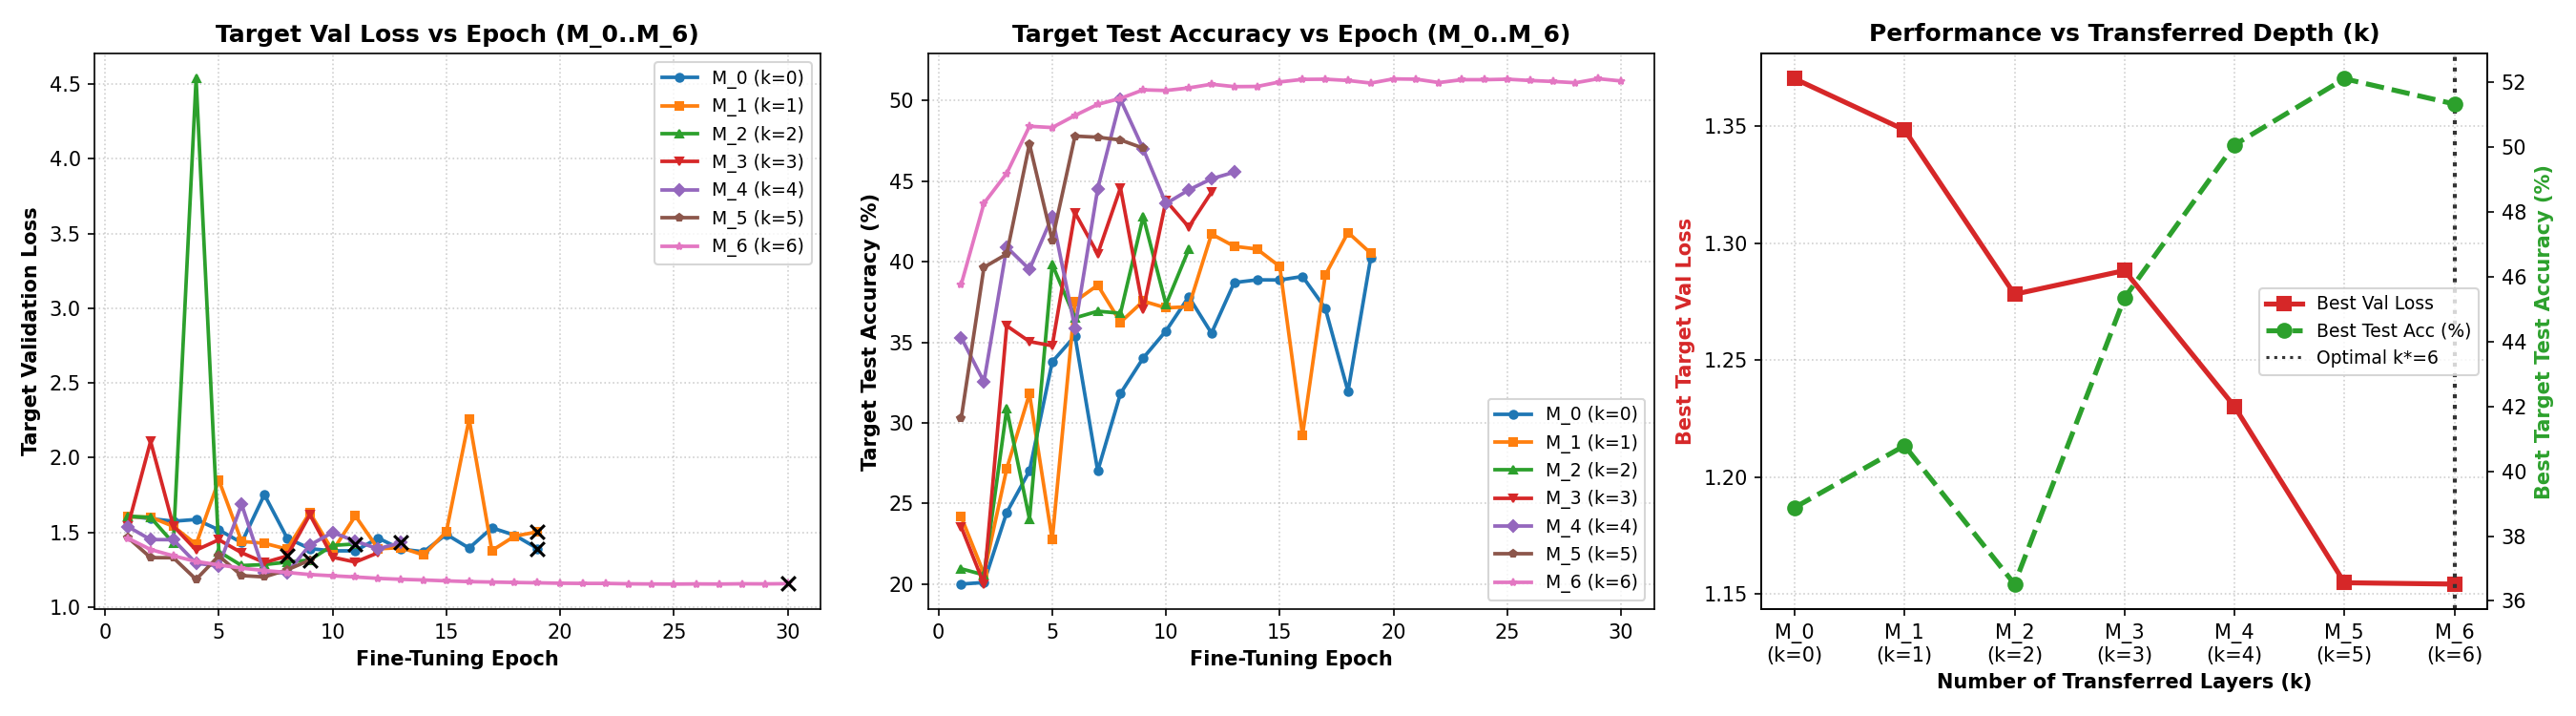 Target Val Loss vs Epoch (M_0..M_6)
4.5
4.0
3.5
3.0
2.5
2.0
1.5
1.0
Target Validation Loss
0 5 10 15 20 25 30
Fine-Tuning Epoch
M_0 (k=0)
M_1 (k=1)
M_2 (k=2)
M_3 (k=3)
M_4 (k=4)
M_5 (k=5)
M_6 (k=6)
Target Test Accuracy vs Epoch (M_0..M_6)
50
45
40
35
30
25
20
Target Test Accuracy (%)
0 5 10 15 20 25 30
Fine-Tuning Epoch
M_0 (k=0)
M_1 (k=1)
M_2 (k=2)
M_3 (k=3)
M_4 (k=4)
M_5 (k=5)
M_6 (k=6)
Performance vs Transferred Depth (k)
1.35
1.30
1.25
1.20
1.15
Best Target Val Loss
52
50
48
46
44
42
40
38
36
Best Target Test Accuracy (%)
Best Val Loss
Best Test Acc (%)
Optimal k*=6
M_0 M_1 M_2 M_3 M_4 M_5 M_6
(k=0) (k=1) (k=2) (k=3) (k=4) (k=5) (k=6)
Number of Transferred Layers (k)